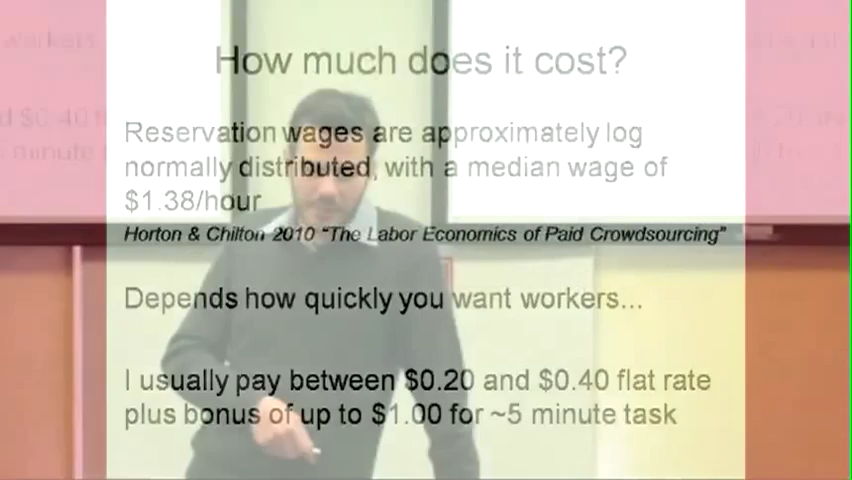 How much does it cost?
Reservation wages are approximately log
normally distributed, with a median wage of
$1.38/hour
Horton & Chilton 2010 "The Labor Economics of Paid Crowdsourcing"
Depends how quickly you want workers...
I usually pay between $0.20 and $0.40 flat rate
plus bonus of up to $1.00 for ~5 minute task